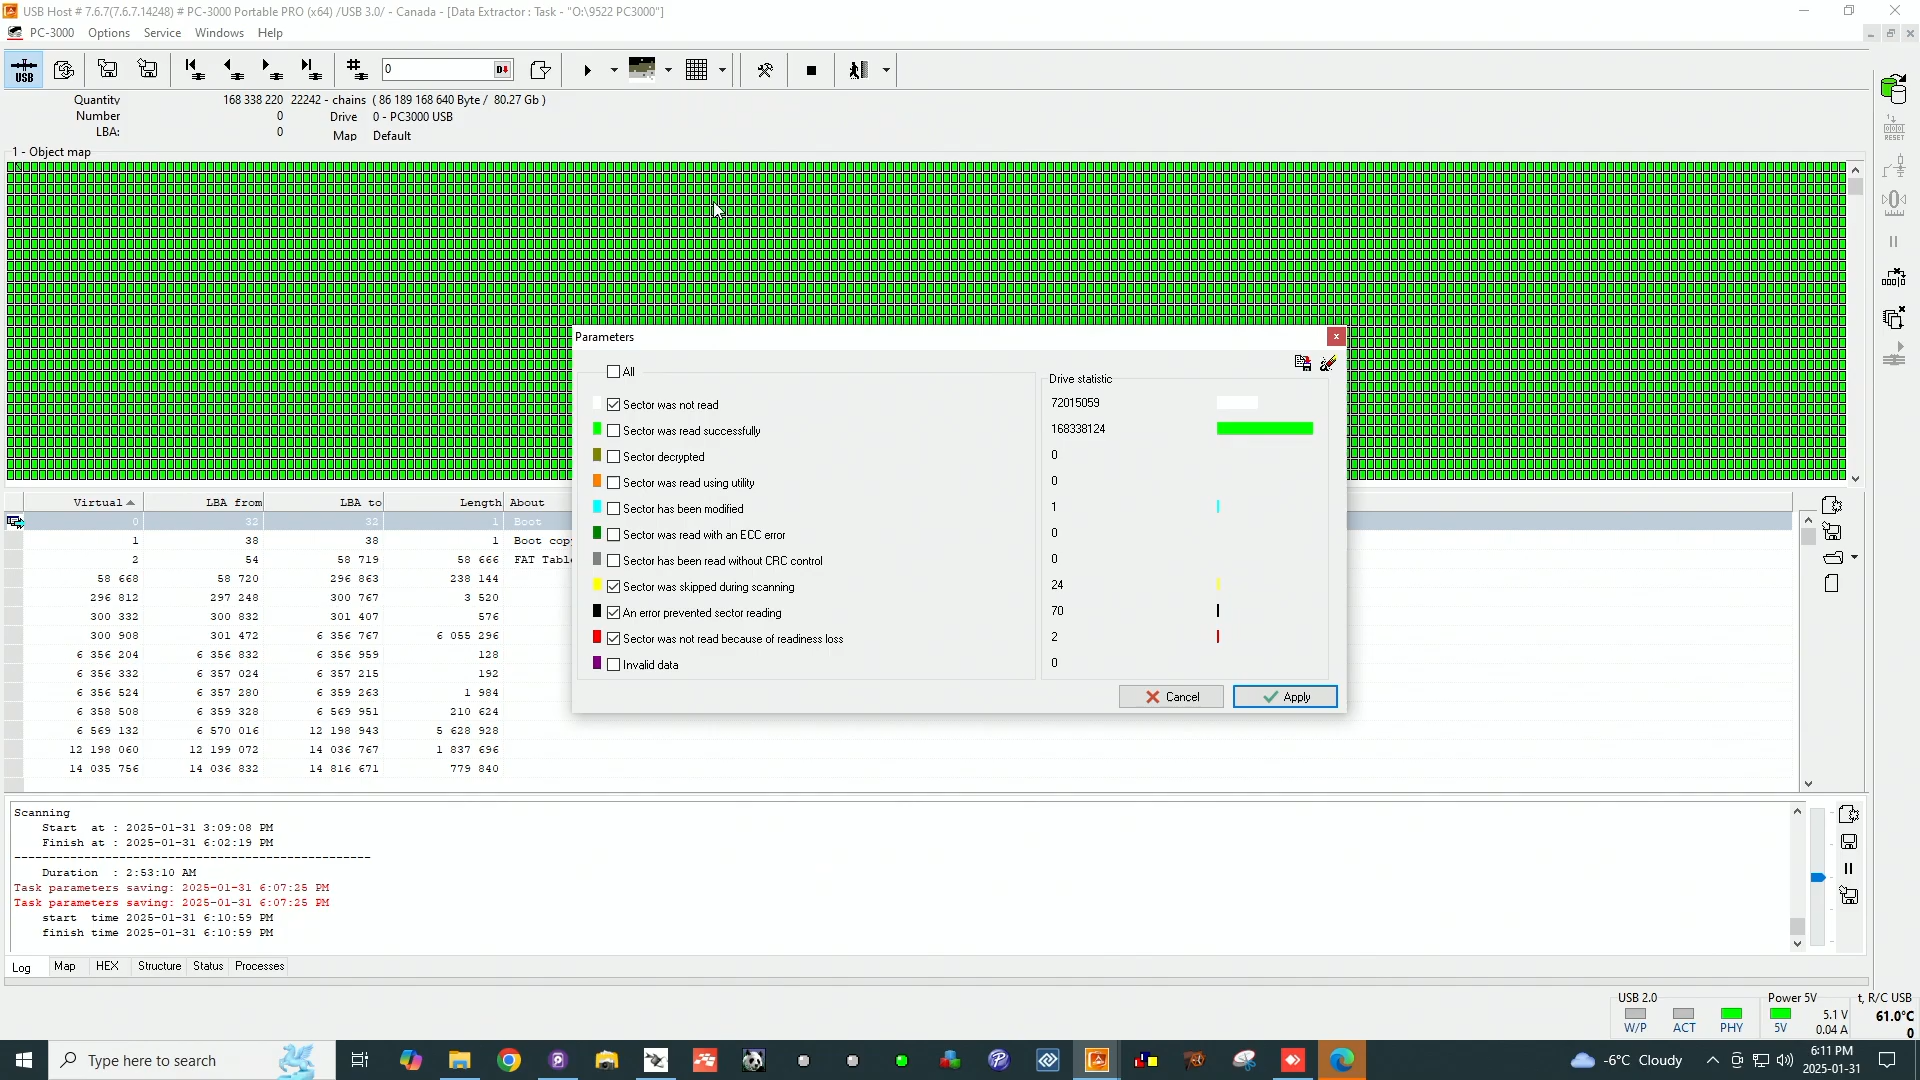 USB Host # 7.6.7(7.6.7.14248) # PC-3000 Portable PRO (x64) /USB 3.0/ - Canada - [Data Extractor : Task - "O:\9522 PC3000"]
PC-3000 Options Service Windows Help
USB 0
Quantity 168 338 220 22242 - chains ( 86 189 168 640 Byte / 80.27 Gb )
Number 0 Drive 0 - PC3000 USB
LBA: 0 Map Default
RESET
1 - Object map
Parameters
All
Drive statistic
Sector was not read 72015059
Sector was read successfully 168338124
Sector decrypted 0
Sector was read using utility 0
Sector has been modified 1
Sector was read with an ECC error 0
Sector has been read without CRC control 0
Sector was skipped during scanning 24
An error prevented sector reading 70
Sector was not read because of readiness loss 2
Invalid data 0
Cancel Apply
Virtual LBA from LBA to Length About
0 32 32 1 Boot
1 38 38 1 Boot cop
2 54 58 719 58 666 FAT Tabl
58 668 58 720 296 863 238 144
296 812 297 248 300 767 3 520
300 332 300 832 301 407 576
300 908 301 472 6 356 767 6 055 296
6 356 204 6 356 832 6 356 959 128
6 356 332 6 357 024 6 357 215 192
6 356 524 6 357 280 6 359 263 1 984
6 358 508 6 359 328 6 569 951 210 624
6 569 132 6 570 016 12 198 943 5 628 928
12 198 060 12 199 072 14 036 767 1 837 696
14 035 756 14 036 832 14 816 671 779 840
Scanning
Start at : 2025-01-31 3:09:08 PM
Finish at : 2025-01-31 6:02:19 PM
---------------------------------------------------
Duration : 2:53:10 AM
Task parameters saving: 2025-01-31 6:07:25 PM
Task parameters saving: 2025-01-31 6:07:25 PM
start time 2025-01-31 6:10:59 PM
finish time 2025-01-31 6:10:59 PM
Log Map HEX Structure Status Processes
USB 2.0 Power 5V t, R/C USB
W/P ACT PHY 5V 5.1 V 61.0°C
0.04 A 0
Type here to search
-6°C Cloudy
6:11 PM
2025-01-31